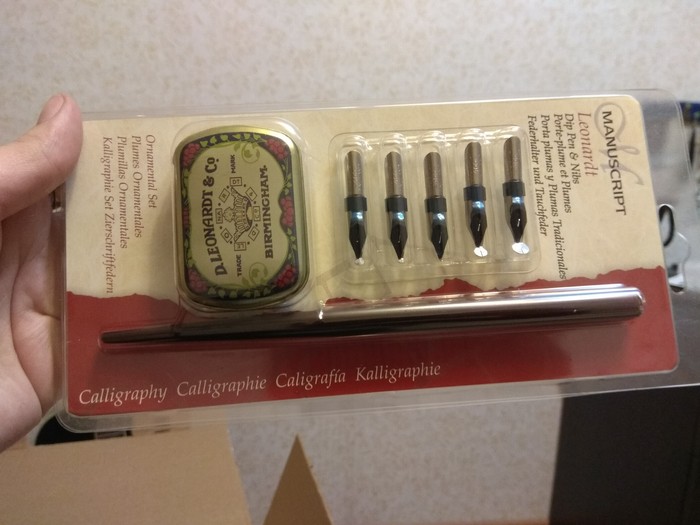 MANUSCRIPT
Leonardt
Dip Pen & Nibs
Porte-plume et Plumes
Porta plumas y Plumas Tradicionales
Federhalter und Tauchfeder
D. LEONARDT & Co
TRADE MARK
BIRMINGHAM
Ornamental Set
Plumes Ornementales
Plumillas Ornamentales
Kalligraphie Set Zierschriftfedern
Calligraphy Calligraphie Caligrafía Kalligraphie